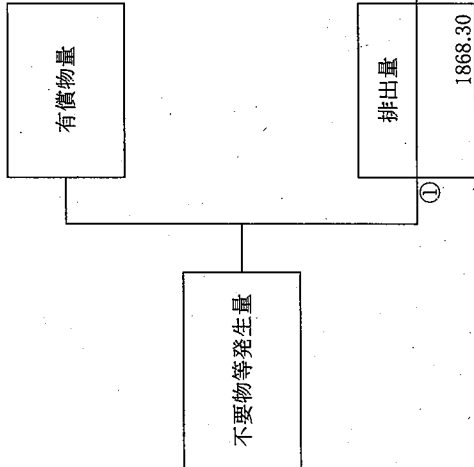 不要物等発生量
有償物量
①
排出量
1868.30